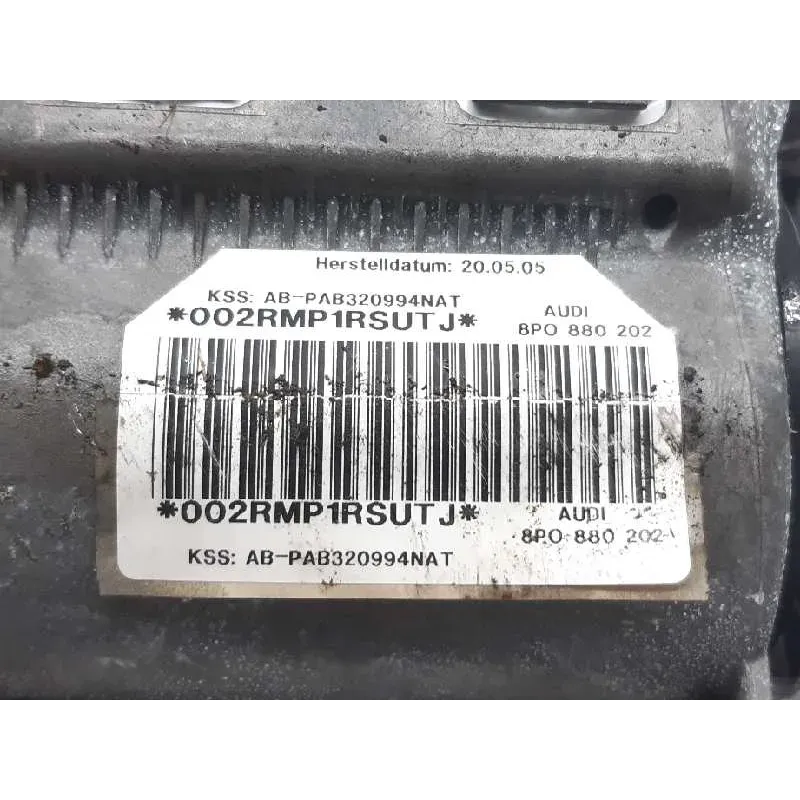 Herstelldatum: 20.05.05
KSS: AB-PAB320994NAT
*002RMP1RSUTJ*
AUDI
8P0 880 202
*002RMP1RSUTJ*
AUDI
8P0 880 202
KSS: AB-PAB320994NAT